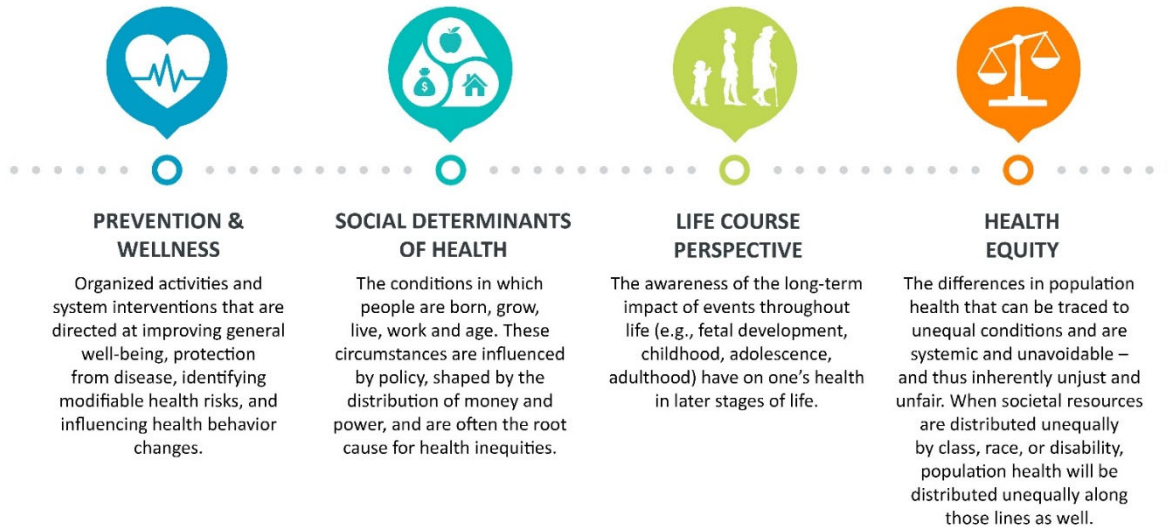 PREVENTION &
WELLNESS
Organized activities and
system interventions that are
directed at improving general
well-being, protection
from disease, identifying
modifiable health risks, and
influencing health behavior
changes.
SOCIAL DETERMINANTS
OF HEALTH
The conditions in which
people are born, grow,
live, work and age. These
circumstances are influenced
by policy, shaped by the
distribution of money and
power, and are often the root
cause for health inequities.
LIFE COURSE
PERSPECTIVE
The awareness of the long-term
impact of events throughout
life (e.g., fetal development,
childhood, adolescence,
adulthood) have on one's health
in later stages of life.
HEALTH
EQUITY
The differences in population
health that can be traced to
unequal conditions and are
systemic and unavoidable –
and thus inherently unjust and
unfair. When societal resources
are distributed unequally
by class, race, or disability,
population health will be
distributed unequally along
those lines as well.
$